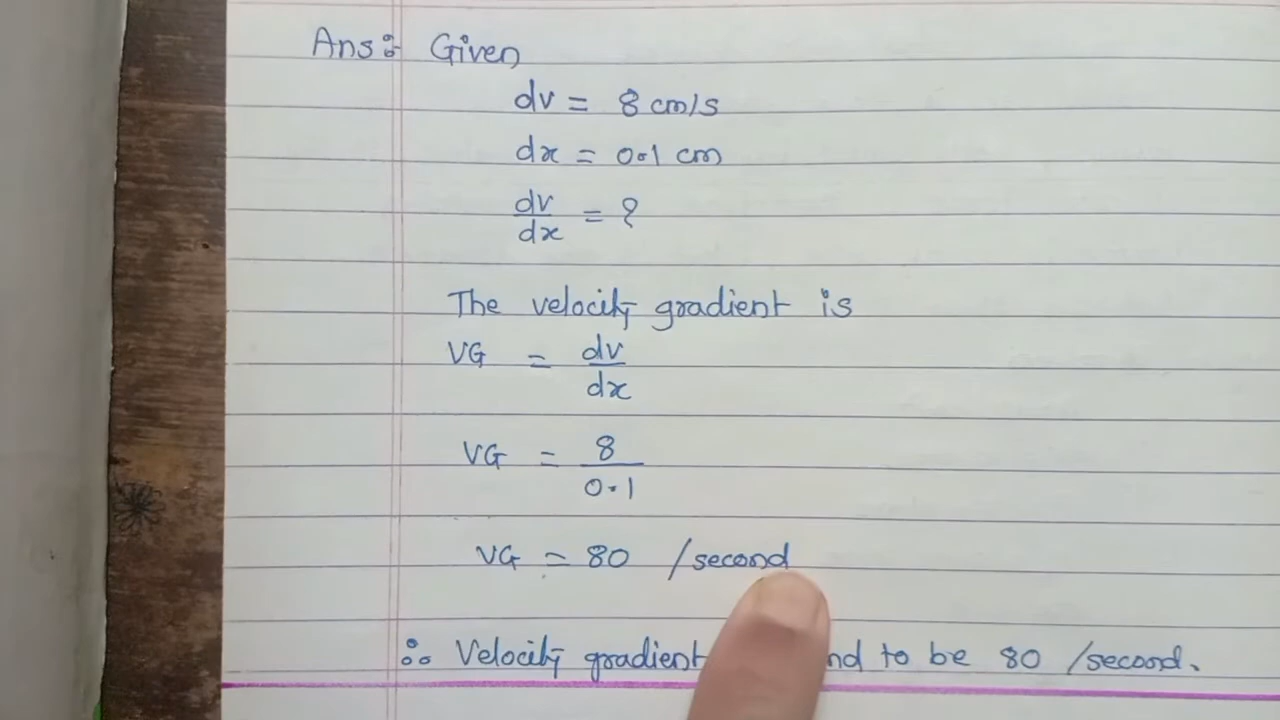 Ans: Given
dv = 8 cm/s
dx = 0.1 cm
dv/dx = ?
The velocity gradient is
VG = dv/dx
VG = 8/0.1
VG = 80 /second
∴ Velocity gradient to be 80 /second.